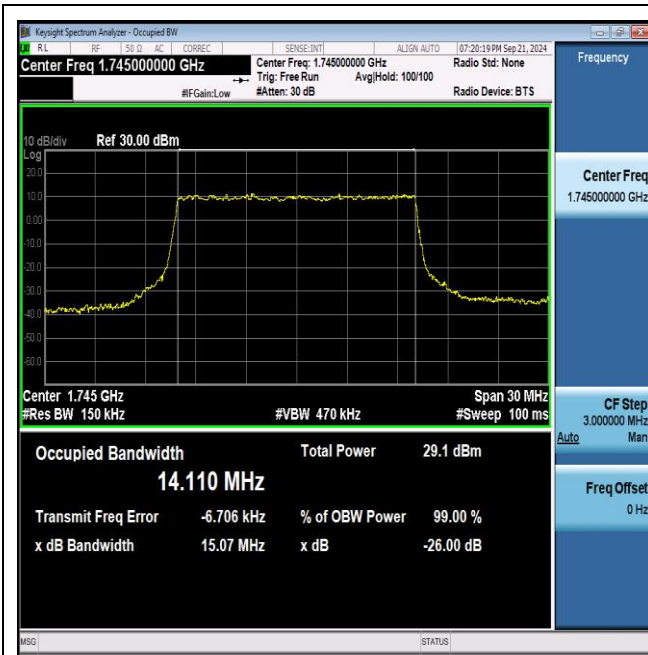 Keysight Spectrum Analyzer - Occupied BW
RL RF 50 Ω AC CORREC SENSE:INT ALIGN AUTO 07:20:19 PM Sep 21, 2024
Center Freq 1.745000000 GHz Center Freq: 1.745000000 GHz Radio Std: None
Trig: Free Run Avg|Hold: 100/100
#IFGain:Low #Atten: 30 dB Radio Device: BTS
Frequency
10 dB/div Ref 30.00 dBm
Log
20.0
10.0
0.00
-10.0
-20.0
-30.0
-40.0
-50.0
-60.0
Center Freq
1.745000000 GHz
Center 1.745 GHz Span 30 MHz
#Res BW 150 kHz #VBW 470 kHz #Sweep 100 ms
CF Step
3.000000 MHz
Auto Man
Occupied Bandwidth Total Power 29.1 dBm
14.110 MHz
Transmit Freq Error -6.706 kHz % of OBW Power 99.00 %
x dB Bandwidth 15.07 MHz x dB -26.00 dB
Freq Offset
0 Hz
MSG STATUS